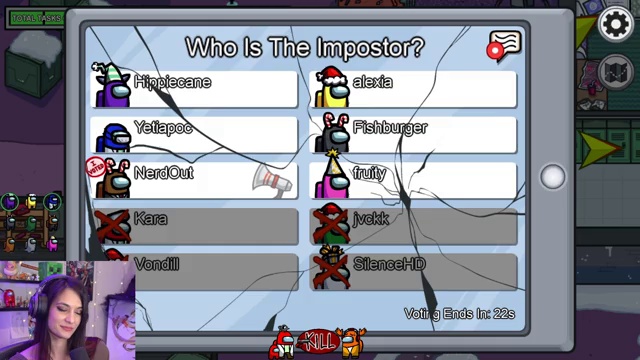 TOTAL TASKS
Who Is The Impostor?
Hippiecane
alexia
Yetiapoc
Fishburger
I VOTED
NerdOut
fruity
Kara
jvckk
Vondill
SilenceHD
Voting Ends In: 22s
KILL